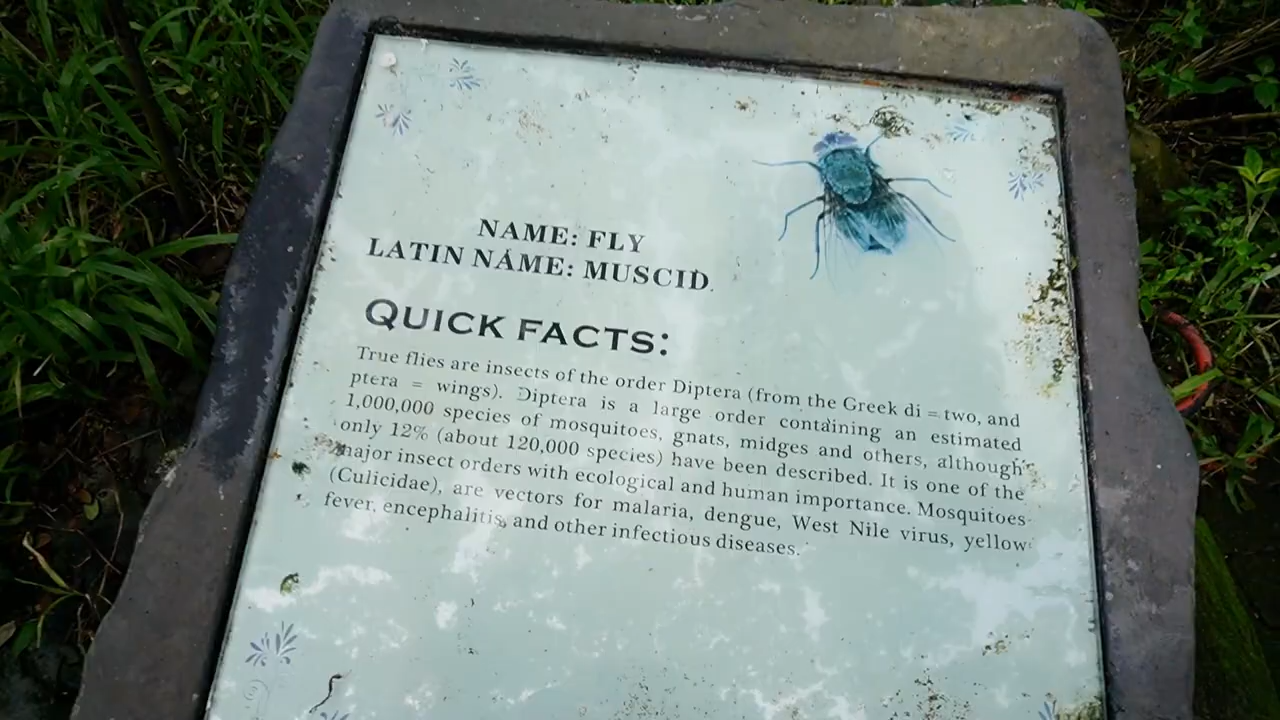 NAME: FLY
LATIN NAME: MUSCID
QUICK FACTS:
True flies are insects of the order Diptera (from the Greek di = two, and
ptera = wings). Diptera is a large order containing an estimated
1,000,000 species of mosquitoes, gnats, midges and others, although
only 12% (about 120,000 species) have been described. It is one of the
major insect orders with ecological and human importance. Mosquitoes
(Culicidae), are vectors for malaria, dengue, West Nile virus, yellow
fever, encephalitis, and other infectious diseases.